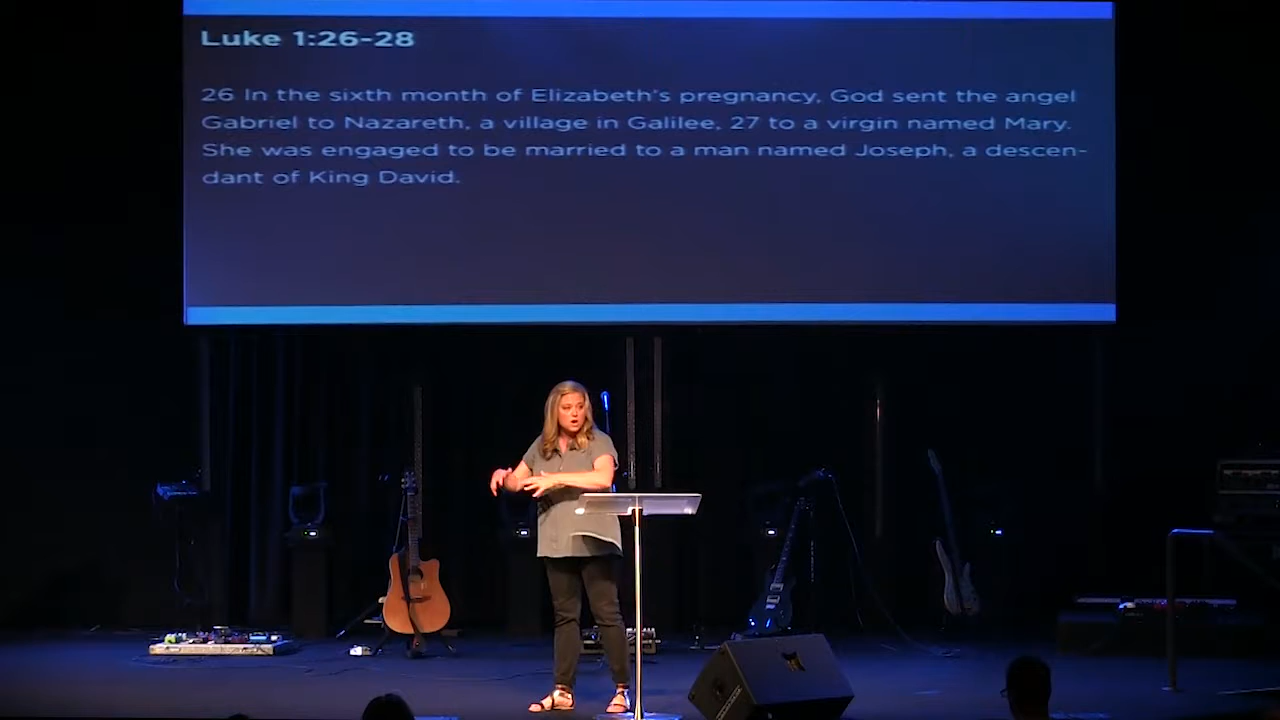 Luke 1:26-28
26 In the sixth month of Elizabeth's pregnancy, God sent the angel
Gabriel to Nazareth, a village in Galilee, 27 to a virgin named Mary.
She was engaged to be married to a man named Joseph, a descen-
dant of King David.